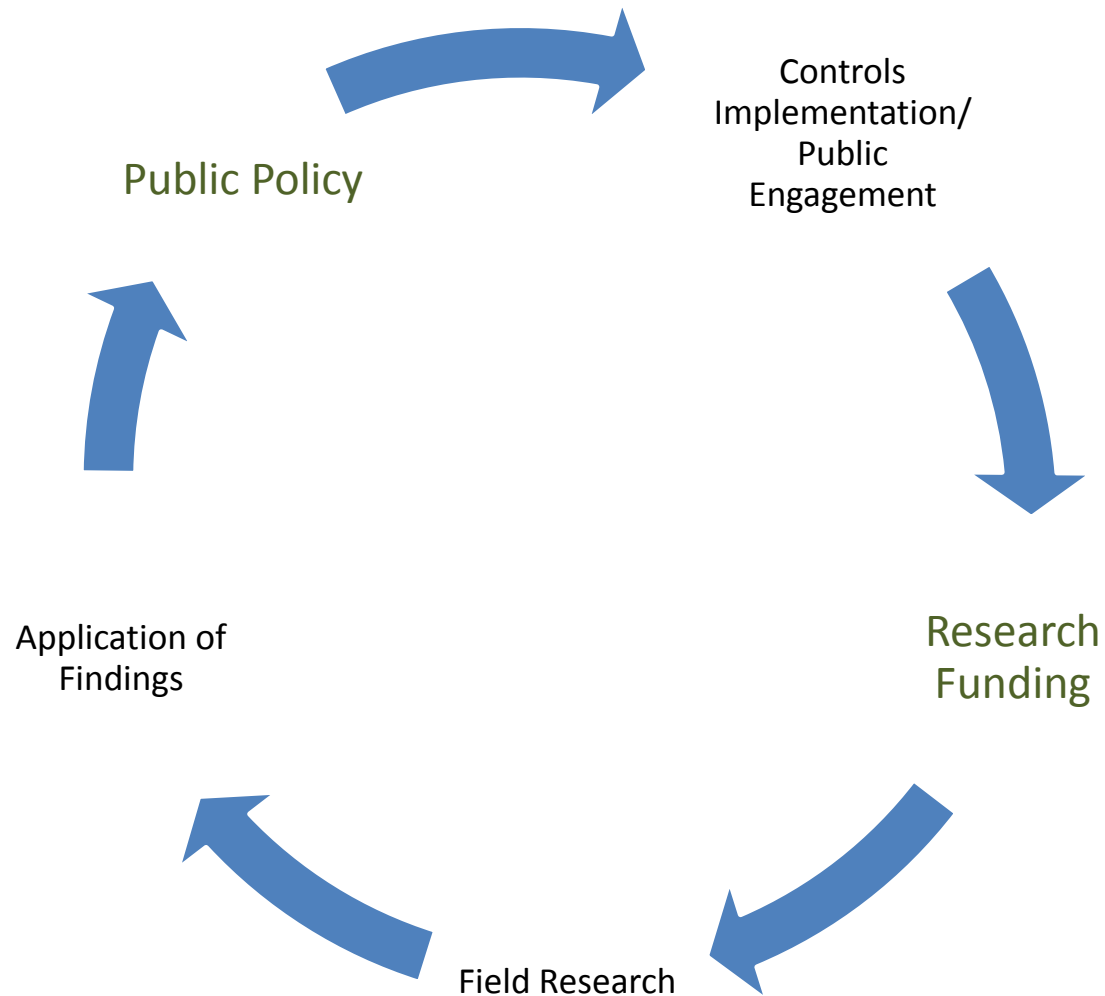 Controls
Implementation/
Public
Engagement
Public Policy
Research
Funding
Application of
Findings
Field Research